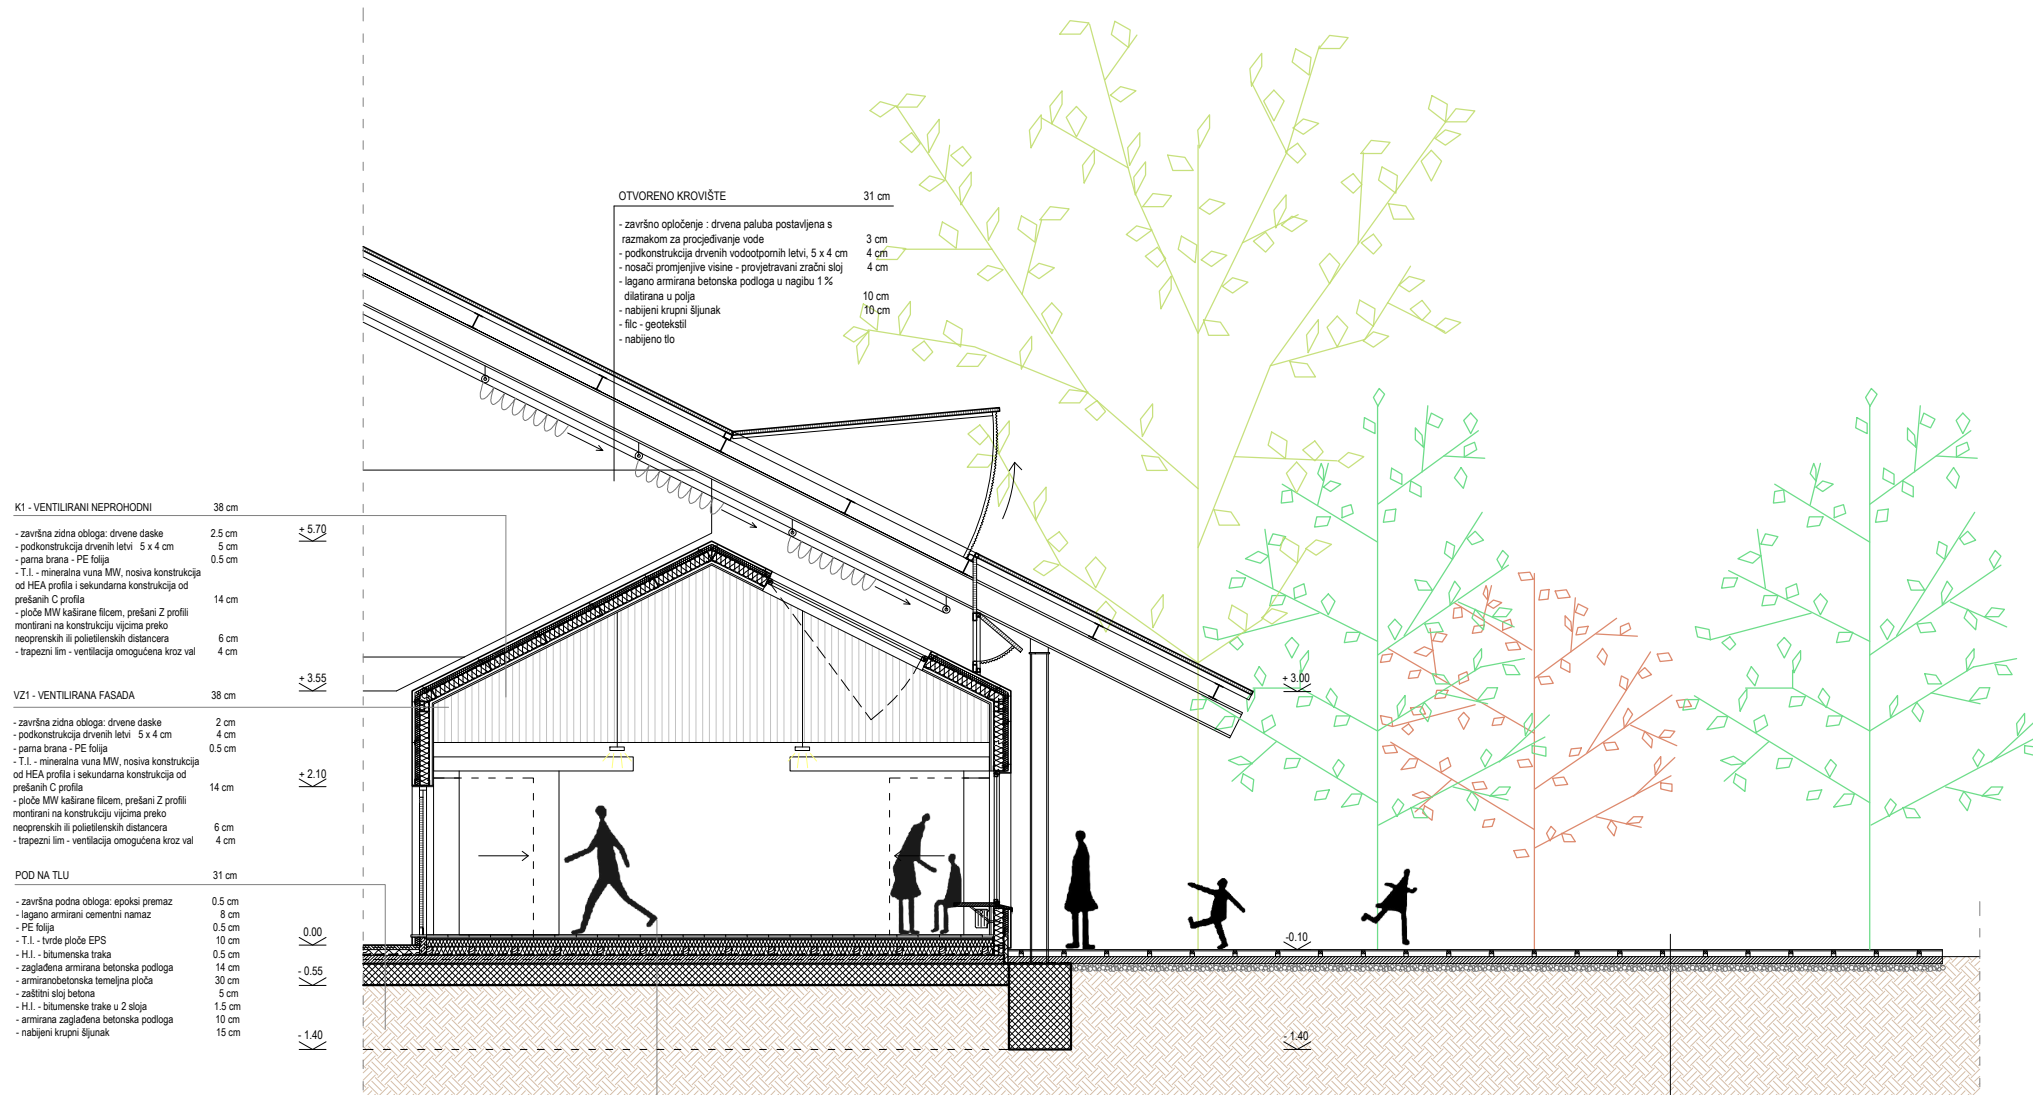 OTVORENO KROVIŠTE 31 cm
- završno opločenje : drvena paluba postavljena s
razmakom za procjeđivanje vode 3 cm
- podkonstrukcija drvenih vodootpornih letvi, 5 x 4 cm 4 cm
- nosači promjenjive visine - provjetravani zračni sloj 4 cm
- lagano armirana betonska podloga u nagibu 1 %
dilatirana u polja 10 cm
- nabijeni krupni šljunak 10 cm
- filc - geotekstil
- nabijeno tlo
K1 - VENTILIRANI NEPROHODNI 38 cm
- završna zidna obloga: drvene daske 2.5 cm
- podkonstrukcija drvenih letvi 5 x 4 cm 5 cm
- parna brana - PE folija 0.5 cm
- T.I. - mineralna vuna MW, nosiva konstrukcija
od HEA profila i sekundarna konstrukcija od
prešanih C profila 14 cm
- ploče MW kaširane filcem, prešani Z profili
montirani na konstrukciju vijcima preko
neoprenskih ili polietilenskih distancera 6 cm
- trapezni lim - ventilacija omogućena kroz val 4 cm
VZ1 - VENTILIRANA FASADA 38 cm
- završna zidna obloga: drvene daske 2 cm
- podkonstrukcija drvenih letvi 5 x 4 cm 4 cm
- parna brana - PE folija 0.5 cm
- T.I. - mineralna vuna MW, nosiva konstrukcija
od HEA profila i sekundarna konstrukcija od
prešanih C profila 14 cm
- ploče MW kaširane filcem, prešani Z profili
montirani na konstrukciju vijcima preko
neoprenskih ili polietilenskih distancera 6 cm
- trapezni lim - ventilacija omogućena kroz val 4 cm
POD NA TLU 31 cm
- završna podna obloga: epoksi premaz 0.5 cm
- lagano armirani cementni namaz 8 cm
- PE folija 0.5 cm
- T.I. - tvrde ploče EPS 10 cm
- H.I. - bitumenska traka 0.5 cm
- zaglađena armirana betonska podloga 14 cm
- armiranobetonska temeljna ploča 30 cm
- zaštitni sloj betona 5 cm
- H.I. - bitumenske trake u 2 sloja 1.5 cm
- armirana zaglađena betonska podloga 10 cm
- nabijeni krupni šljunak 15 cm
+ 5.70
+ 3.55
+ 2.10
0.00
- 0.55
- 1.40
+ 3.00
-0.10
- 1.40